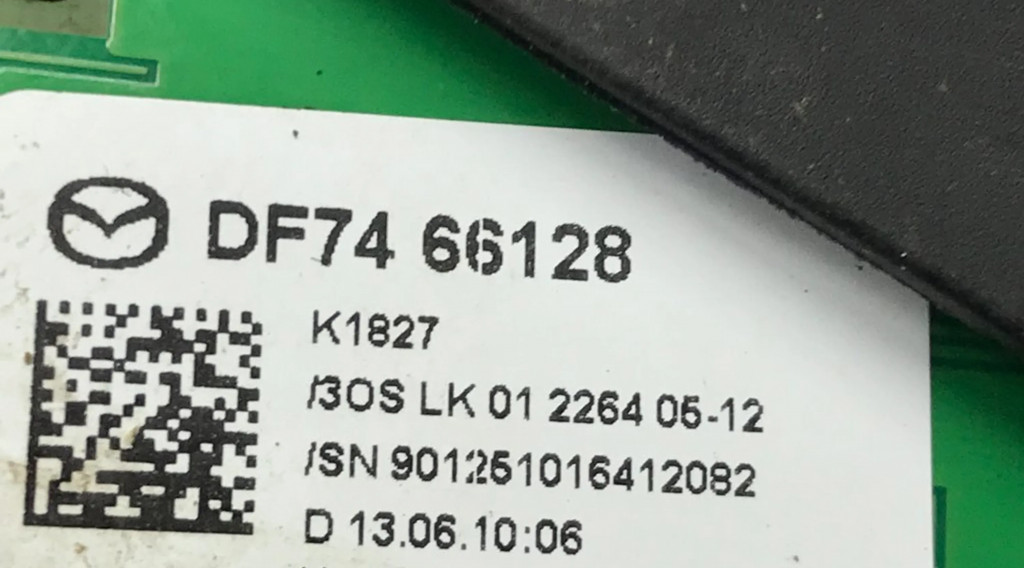 DF74 66128
K1827
/3OS LK 01 2264 05-12
/SN 901251016412082
D 13.06.10:06